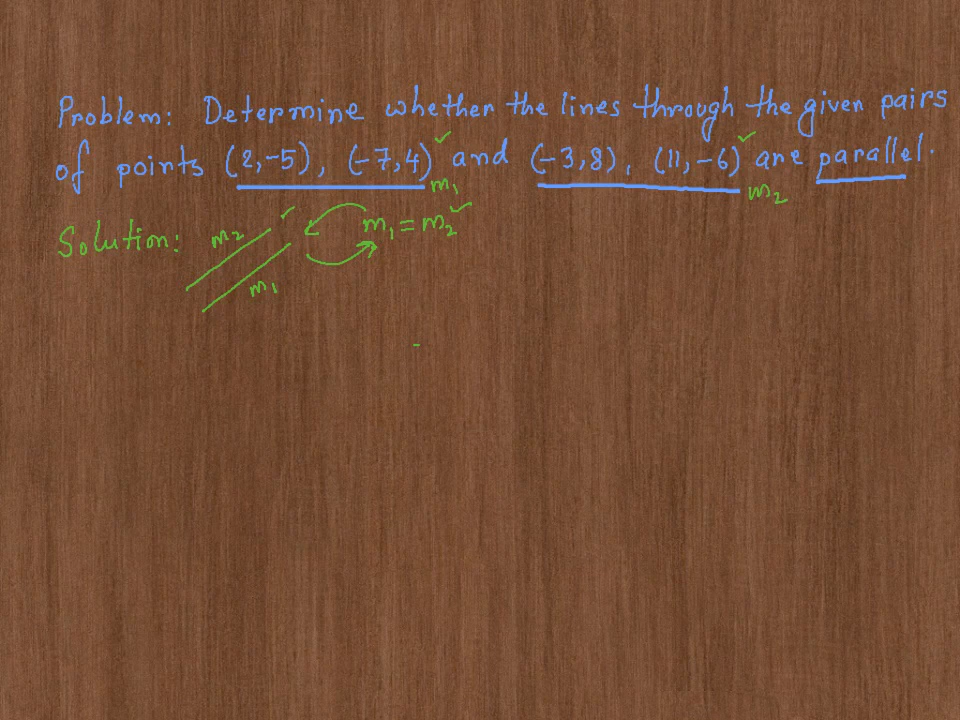 Problem: Determine whether the lines through the given pairs
of points (2,-5), (-7,4) and (-3,8), (11,-6) are parallel.
m₁ m₂
Solution: m₂ m₁ = m₂
m₁